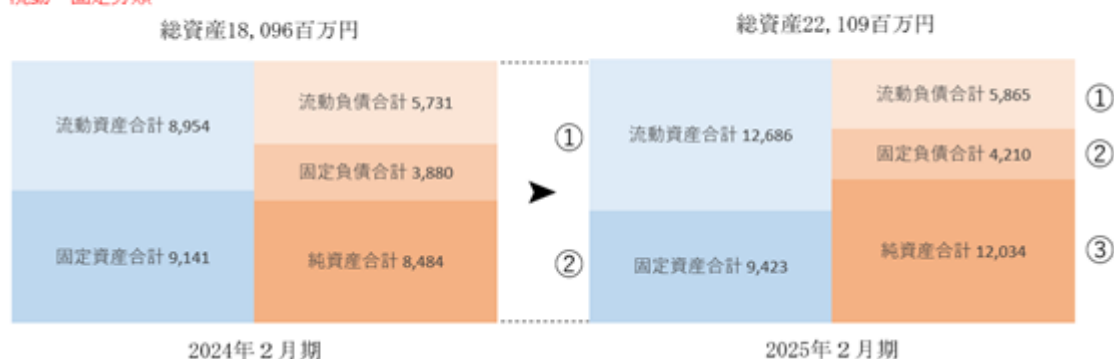 総資産18,096百万円
総資産22,109百万円
流動資産合計 8,954
流動負債合計 5,731
固定負債合計 3,880
固定資産合計 9,141
純資産合計 8,484
2024年2月期
①
②
流動資産合計 12,686
流動負債合計 5,865
①
固定負債合計 4,210
②
固定資産合計 9,423
純資産合計 12,034
③
2025年2月期